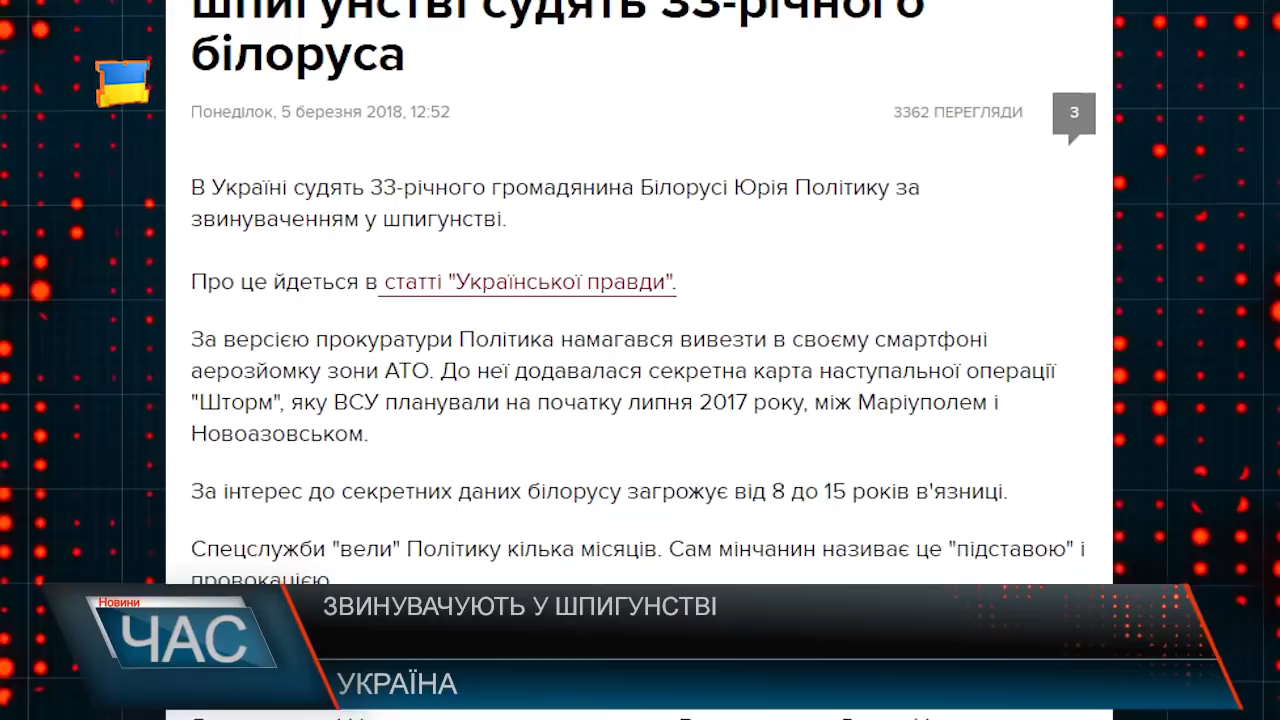 шпигунстві судять 33-річного
білоруса
Понеділок, 5 березня 2018, 12:52
3362 ПЕРЕГЛЯДИ
3
В Україні судять 33-річного громадянина Білорусі Юрія Політику за
звинуваченням у шпигунстві.
Про це йдеться в статті "Української правди".
За версією прокуратури Політика намагався вивезти в своєму смартфоні
аерозйомку зони АТО. До неї додавалася секретна карта наступальної операції
"Шторм", яку ВСУ планували на початку липня 2017 року, між Маріуполем і
Новоазовськом.
За інтерес до секретних даних білорусу загрожує від 8 до 15 років в'язниці.
Спецслужби "вели" Політику кілька місяців. Сам мінчанин називає це "підставою" і
провокацією
Новини
ЧАС
ЗВИНУВАЧУЮТЬ У ШПИГУНСТВІ
УКРАЇНА